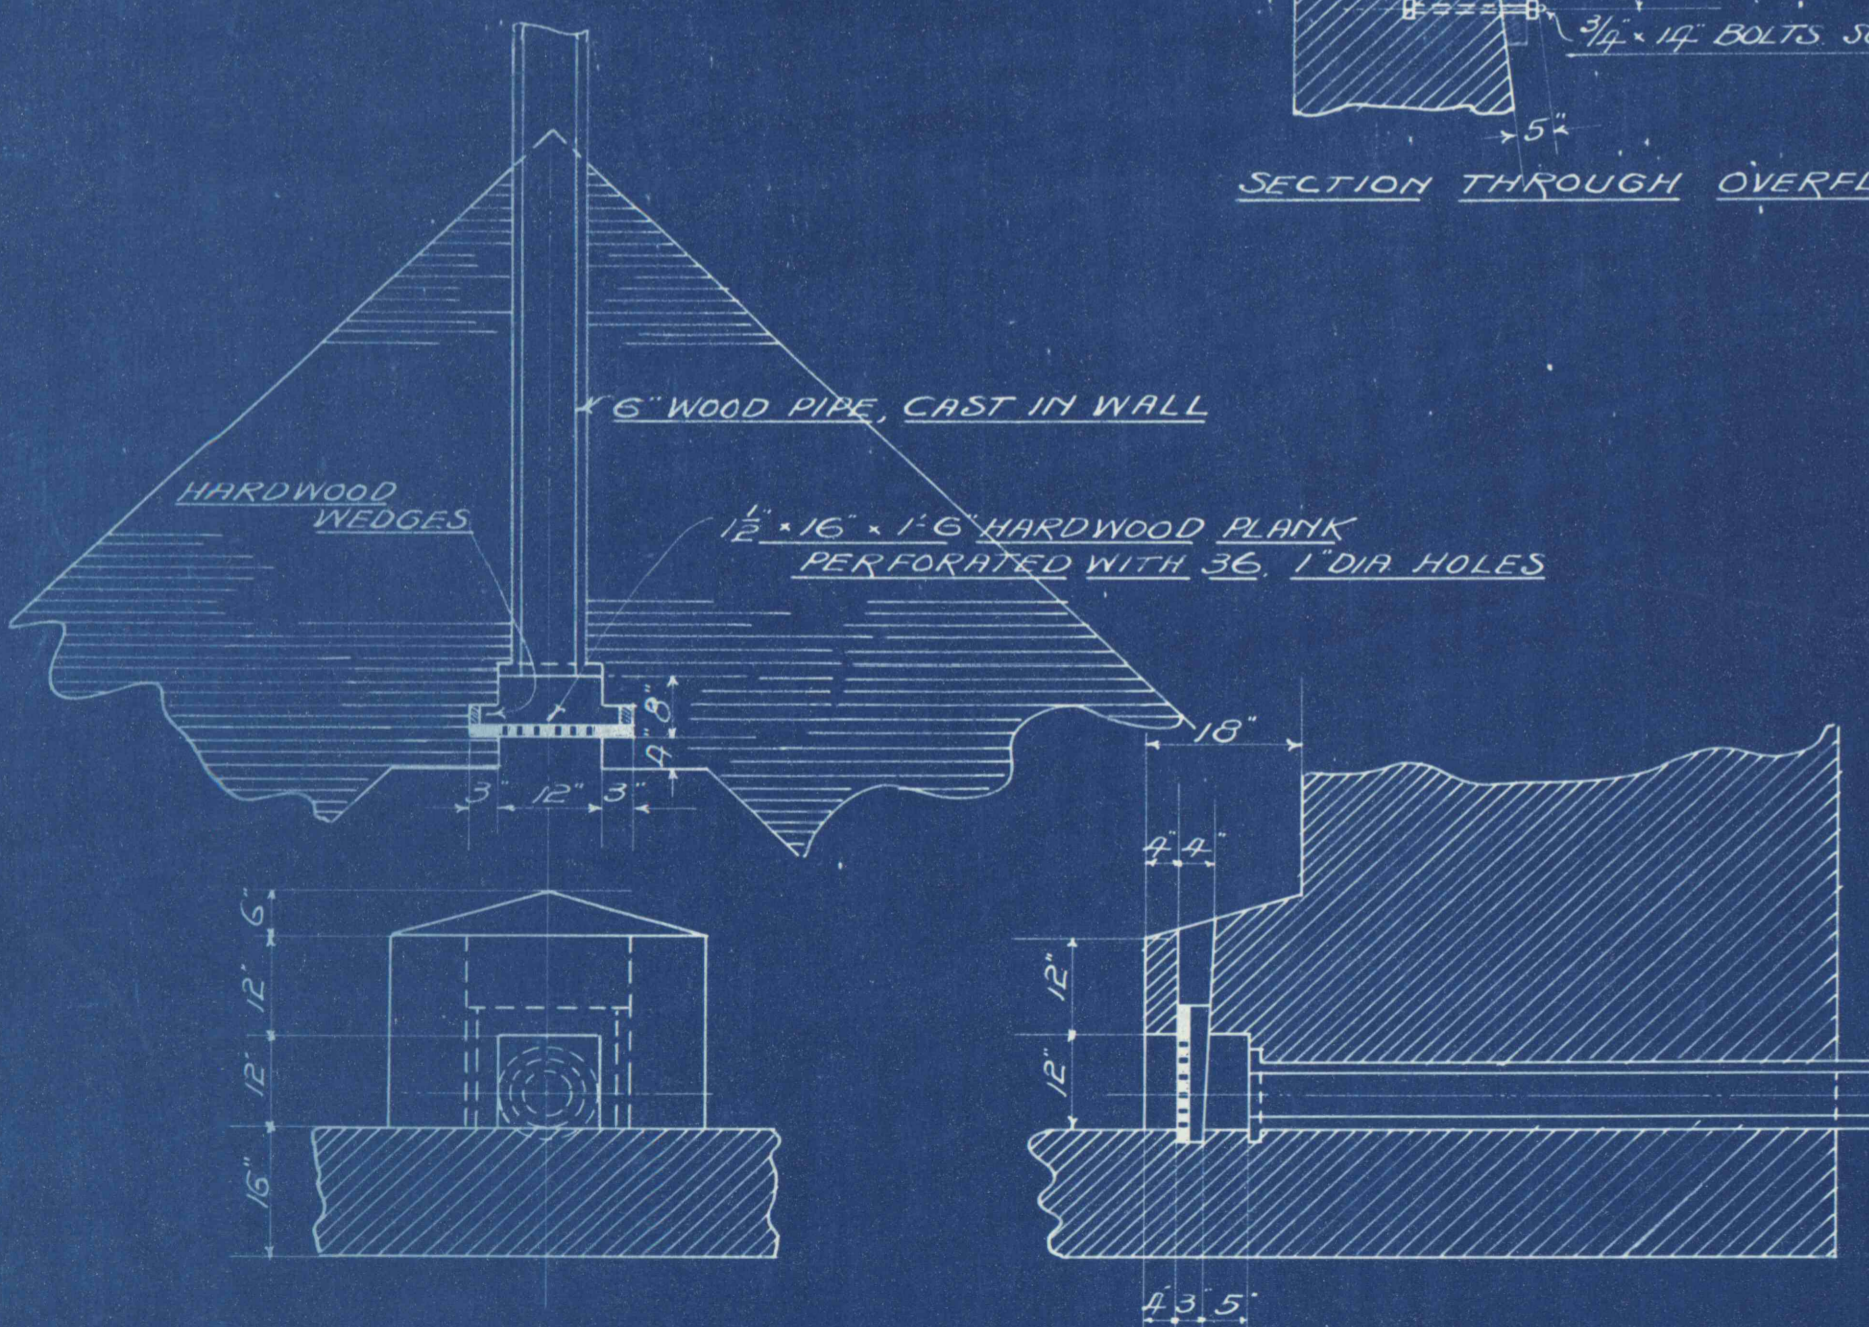 3/4" × 14" BOLTS.
5"
SECTION THROUGH
6" WOOD PIPE, CAST IN WALL
HARDWOOD
WEDGES
1 1/2" × 16" × 1'-6" HARDWOOD PLANK
PERFORATED WITH 36, 1" DIA. HOLES
8"
4"
3" 12" 3"
18"
4" 4"
6"
12"
12"
16"
12"
12"
4" 3" 5"